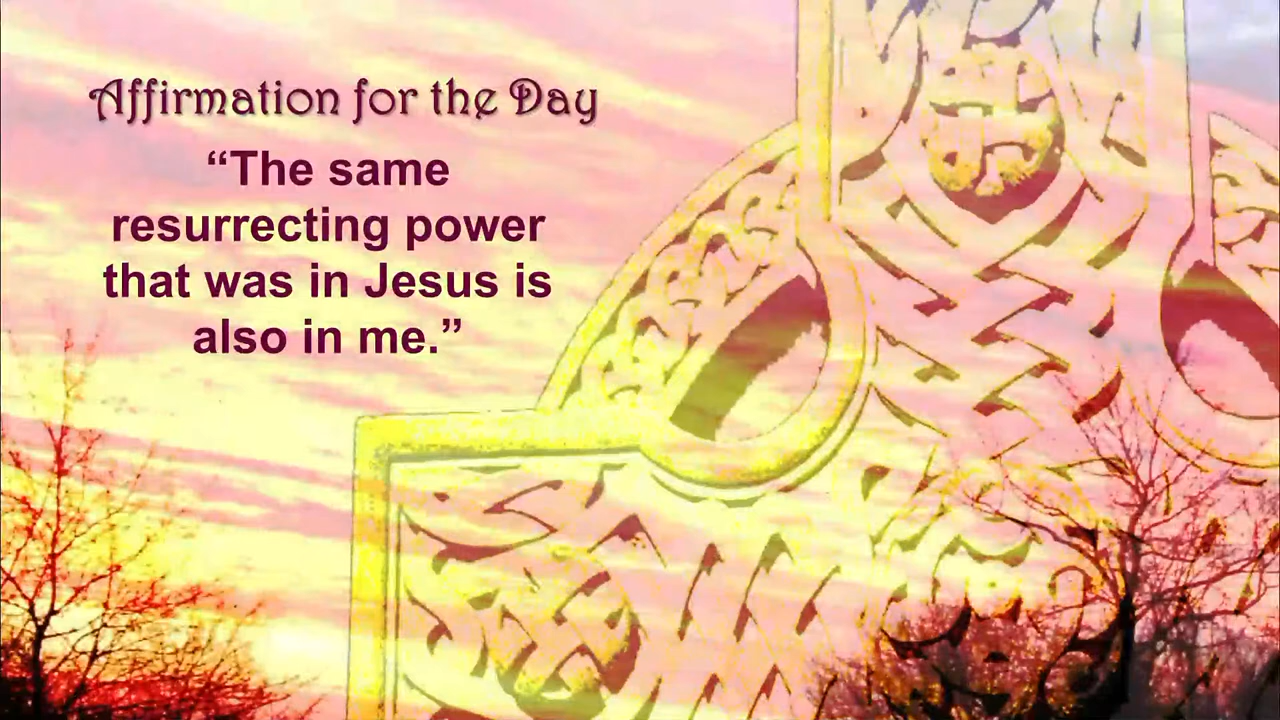 Affirmation for the Day
“The same
resurrecting power
that was in Jesus is
also in me.”